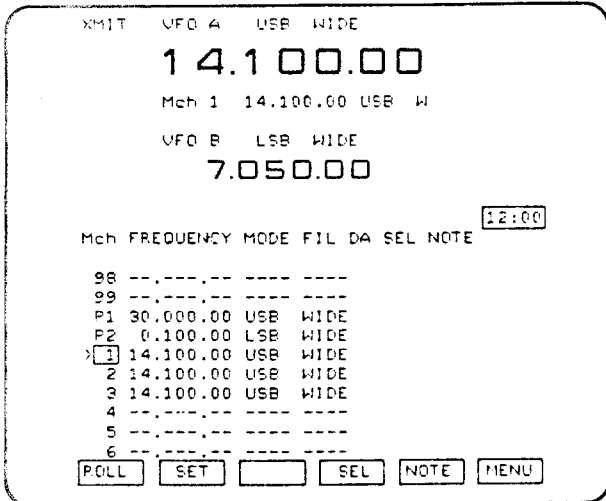 XMIT VFO A USB WIDE
14.100.00
Mch 1 14.100.00 USB W
VFO B LSB WIDE
7.050.00
12:00
Mch FREQUENCY MODE FIL DA SEL NOTE
98 --.---.-- ---- ----
99 --.---.-- ---- ----
P1 30.000.00 USB WIDE
P2 0.100.00 LSB WIDE
>1 14.100.00 USB WIDE
2 14.100.00 USB WIDE
3 14.100.00 USB WIDE
4 --.---.-- ---- ----
5 --.---.-- ---- ----
6 --.---.-- ---- ----
ROLL SET SEL NOTE MENU